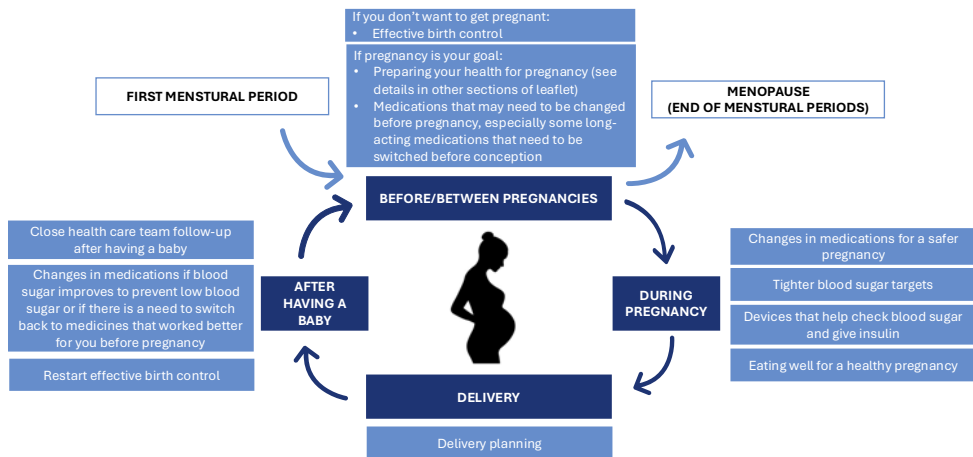 If you don't want to get pregnant:
• Effective birth control
If pregnancy is your goal:
• Preparing your health for pregnancy (see
details in other sections of leaflet)
• Medications that may need to be changed
before pregnancy, especially some long-
acting medications that need to be
switched before conception
FIRST MENSTURAL PERIOD
MENOPAUSE
(END OF MENSTURAL PERIODS)
BEFORE/BETWEEN PREGNANCIES
Close health care team follow-up
after having a baby
Changes in medications if blood
sugar improves to prevent low blood
sugar or if there is a need to switch
back to medicines that worked better
for you before pregnancy
Restart effective birth control
AFTER
HAVING A
BABY
DURING
PREGNANCY
Changes in medications for a safer
pregnancy
Tighter blood sugar targets
Devices that help check blood sugar
and give insulin
Eating well for a healthy pregnancy
DELIVERY
Delivery planning